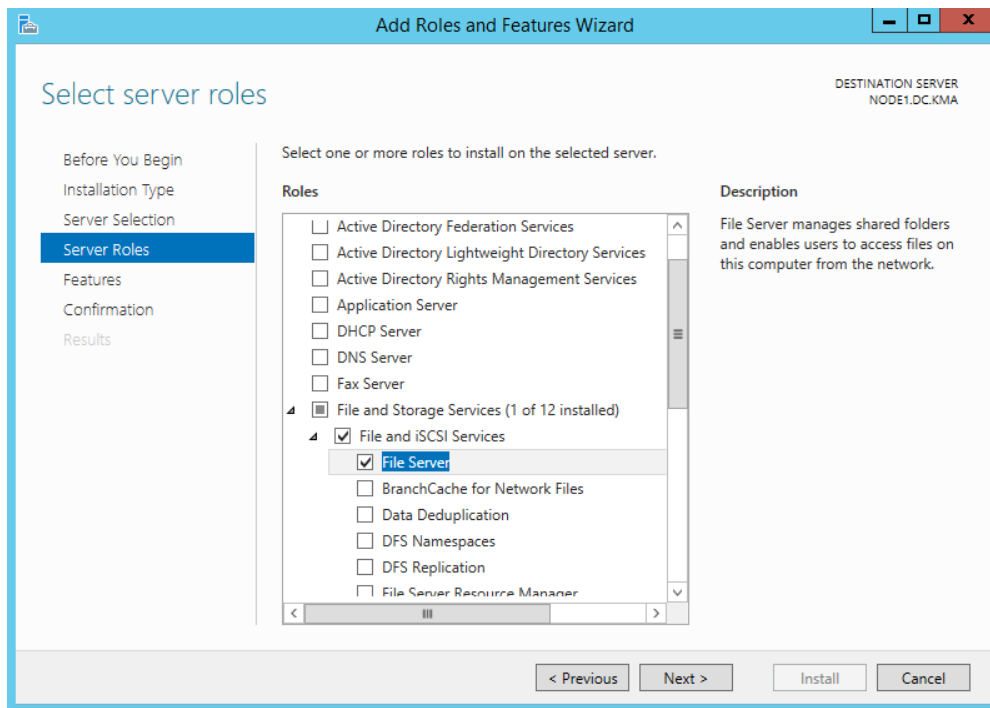 Add Roles and Features Wizard
Select server roles
DESTINATION SERVER
NODE1.DC.KMA
Before You Begin
Installation Type
Server Selection
Server Roles
Features
Confirmation
Results
Select one or more roles to install on the selected server.
Roles
Active Directory Federation Services
Active Directory Lightweight Directory Services
Active Directory Rights Management Services
Application Server
DHCP Server
DNS Server
Fax Server
File and Storage Services (1 of 12 installed)
File and iSCSI Services
File Server
BranchCache for Network Files
Data Deduplication
DFS Namespaces
DFS Replication
File Server Resource Manager
Description
File Server manages shared folders
and enables users to access files on
this computer from the network.
< Previous
Next >
Install
Cancel